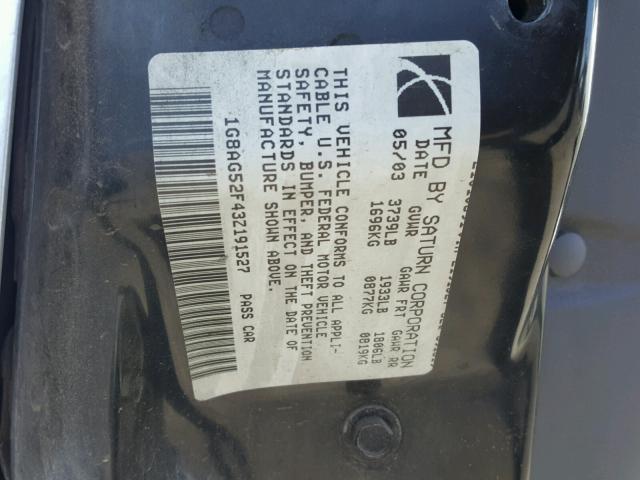 MFD BY SATURN CORPORATION
DATE GVWR GAWR FRT GAWR RR
05/03 3739LB 1933LB 1806LB
1696KG 0877KG 0819KG
THIS VEHICLE CONFORMS TO ALL APPLI-
CABLE U.S. FEDERAL MOTOR VEHICLE
SAFETY, BUMPER, AND THEFT PREVENTION
STANDARDS IN EFFECT ON THE DATE OF
MANUFACTURE SHOWN ABOVE.
1G8AG52F43Z191527 PASS CAR